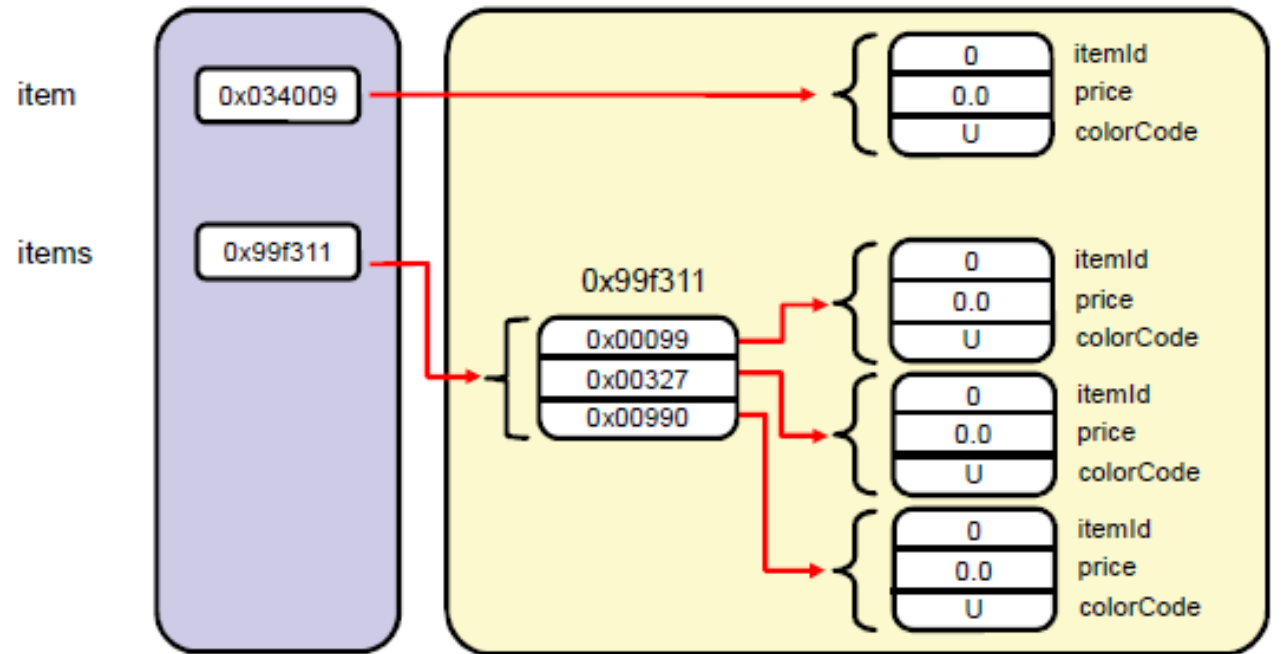 item
0x034009
0
itemId
0.0
price
U
colorCode
items
0x99f311
0x99f311
0x00099
0x00327
0x00990
0
itemId
0.0
price
U
colorCode
0
itemId
0.0
price
U
colorCode
0
itemId
0.0
price
U
colorCode